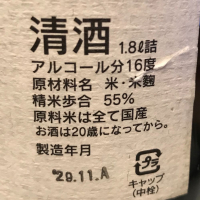 清酒 1.8ℓ詰
アルコール分16度
原材料名 米・米麹
精米歩合 55%
原料米は全て国産
お酒は20歳になってから。
製造年月
29.11.A
プラ
キャップ
(中栓)